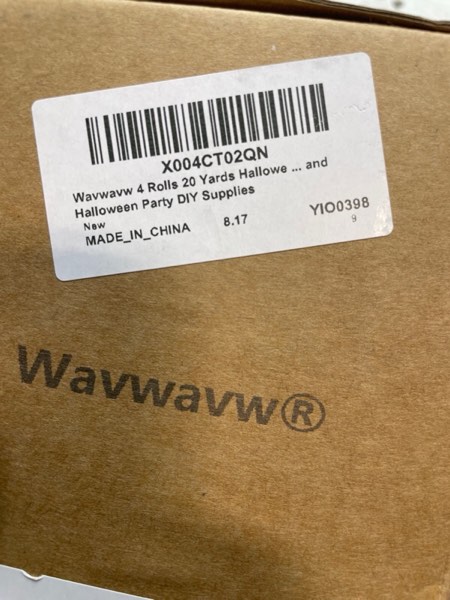 X004CT02QN
Wavwavw 4 Rolls 20 Yards Hallowe ... and
Halloween Party DIY Supplies
New
MADE_IN_CHINA 8.17 YIO0398
9
Wavwavw®